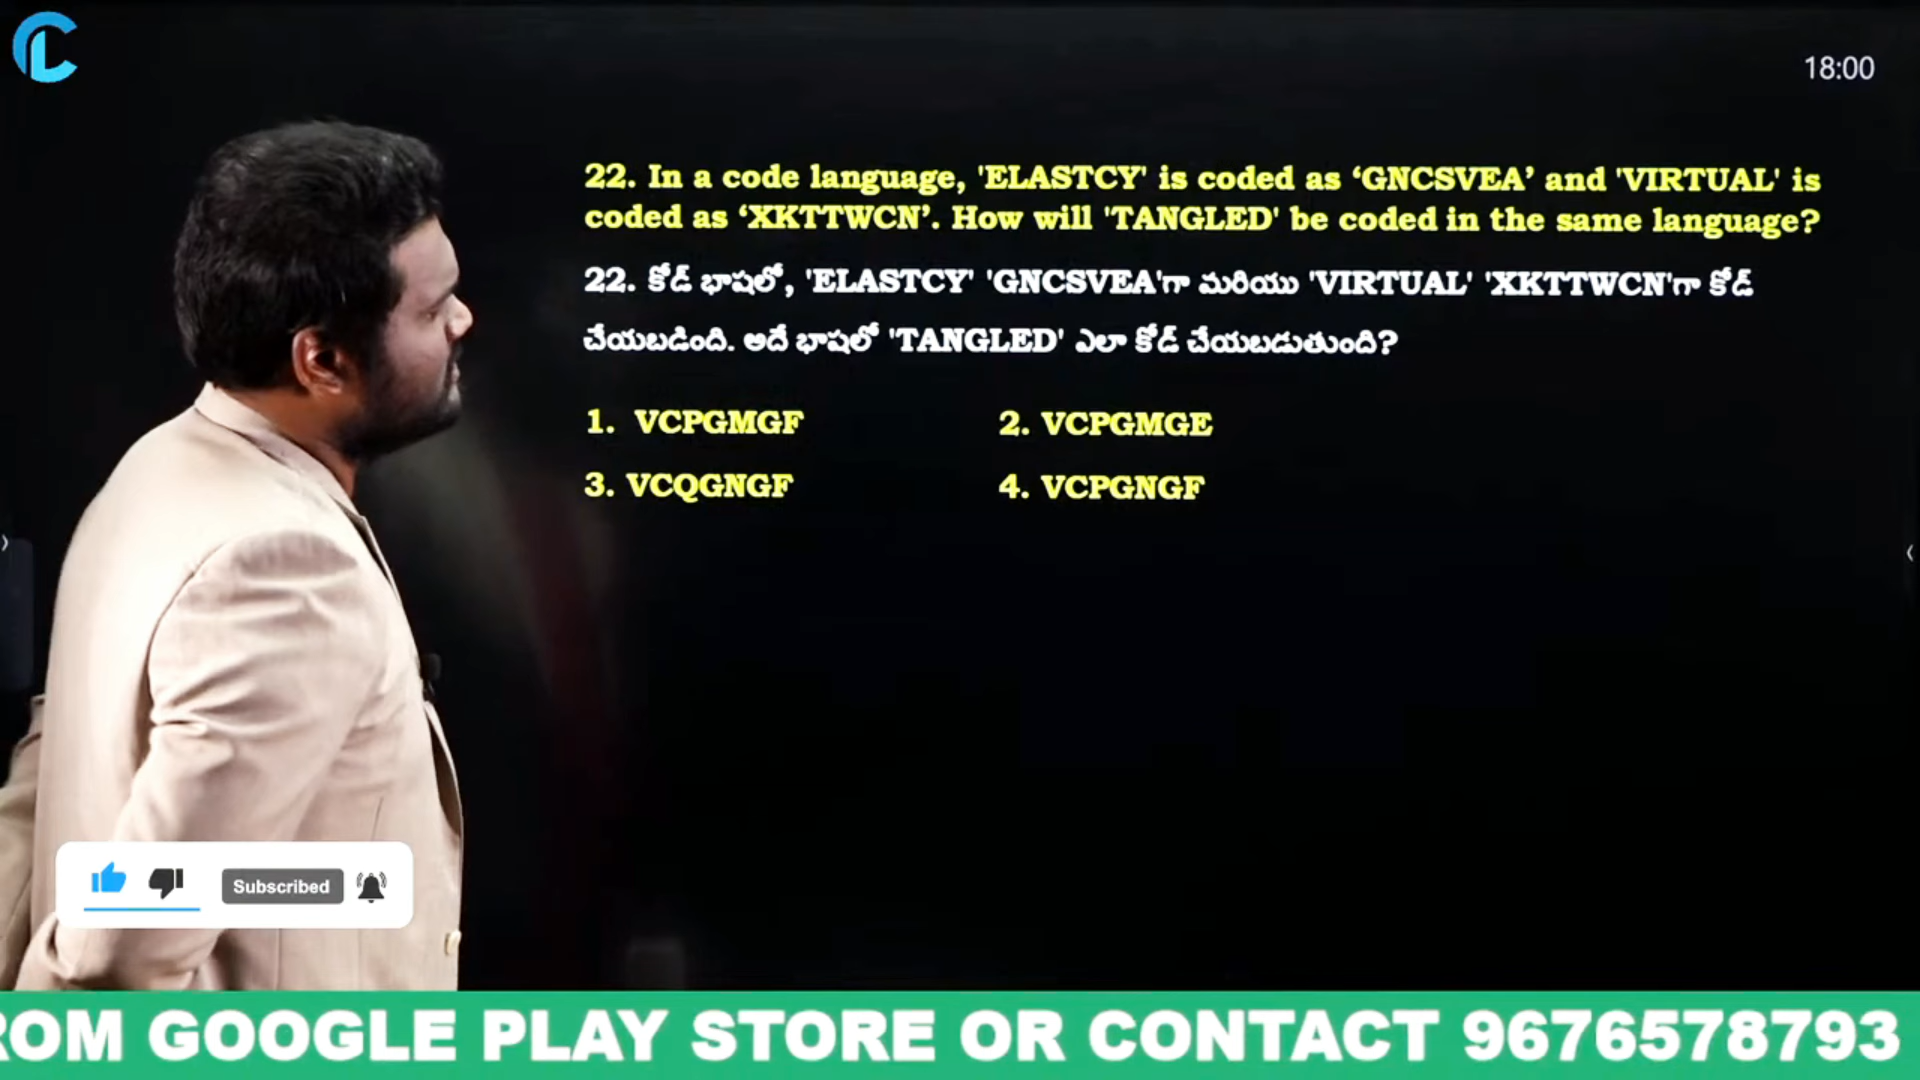 18:00
22. In a code language, 'ELASTCY' is coded as ‘GNCSVEA’ and 'VIRTUAL' is
coded as ‘XKTTWCN’. How will 'TANGLED' be coded in the same language?
22. కోడ్ భాషలో, 'ELASTCY' 'GNCSVEA'గా మరియు 'VIRTUAL' 'XKTTWCN'గా కోడ్
చేయబడింది. అదే భాషలో 'TANGLED' ఎలా కోడ్ చేయబడుతుంది?
1. VCPGMGF 2. VCPGMGE
3. VCQGNGF 4. VCPGNGF
Subscribed
ROM GOOGLE PLAY STORE OR CONTACT 9676578793